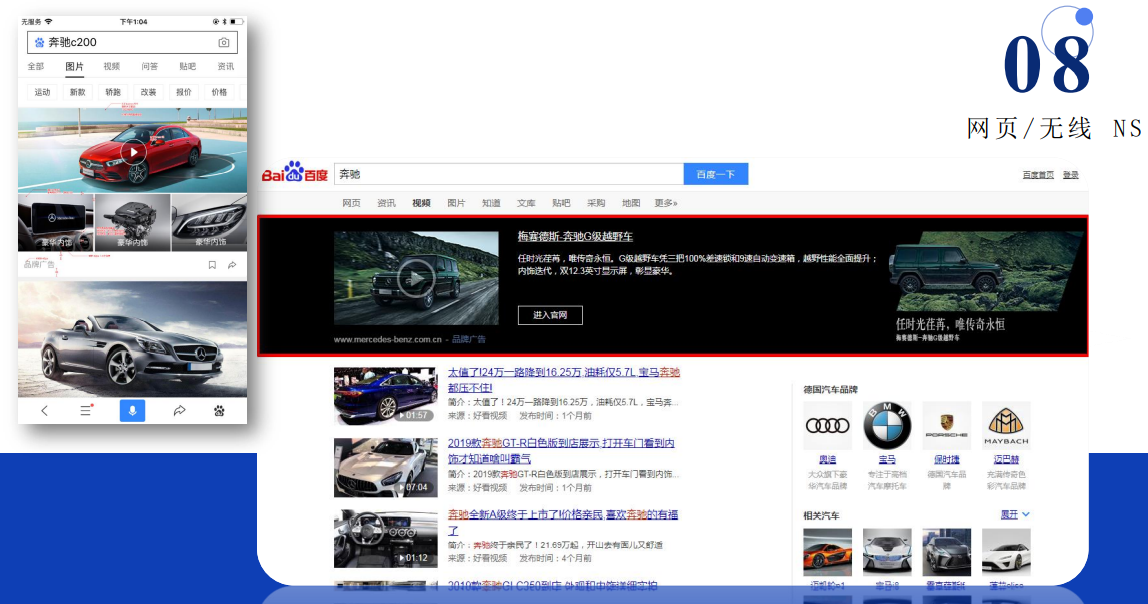 无服务
下午1:04
奔驰c200
全部 图片 视频 问答 贴吧 资讯
运动 新款 轿跑 改装 报价 价格
豪华内饰 豪华内饰 豪华内饰
品牌广告
08
网页/无线 NS
Bai du 百度
奔驰
百度一下
百度首页 登录
网页 资讯 视频 图片 知道 文库 贴吧 采购 地图 更多»
梅赛德斯-奔驰G级越野车
任时光荏苒，唯传奇永恒。G级越野车凭三把100%差速锁和9速自动变速箱，越野性能全面提升；
内饰迭代，双12.3英寸显示屏，彰显豪华。
进入官网
www.mercedes-benz.com.cn - 品牌广告
任时光荏苒，唯传奇永恒
梅赛德斯-奔驰G级越野车
太值了!24万一路降到16.25万,油耗仅5.7L,宝马奔驰
都压不住!
简介：太值了！24万一路降到16.25万，油耗仅5.7L，宝马奔...
来源：好看视频 发布时间：1个月前
01:57
2019款奔驰GT-R白色版到店展示,打开车门看到内
饰才知道啥叫霸气
简介：2019款奔驰GT-R白色版到店展示，打开车门看到内饰...
来源：好看视频 发布时间：1个月前
07:04
奔驰全新A级终于上市了!价格亲民,喜欢奔驰的有福
了
简介：奔驰终于亲民了！21.69万起，开出去有面儿又舒适
来源：好看视频 发布时间：4个月前
01:12
2019款奔驰GLC250到店,外观和内饰详细实拍
德国汽车品牌
BMW
PORSCHE
MAYBACH
奥迪 宝马 保时捷 迈巴赫
大众旗下豪 专注于高档 德国汽车品 充满传奇色
华汽车品牌 汽车摩托车 牌 彩汽车品牌
相关汽车
展开
迈凯轮p1 宝马i8